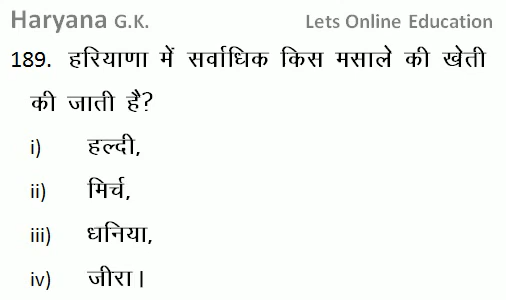 Haryana G.K. Lets Online Education
189. हरियाणा में सर्वाधिक किस मसाले की खेती
की जाती है?
i) हल्दी,
ii) मिर्च,
iii) धनिया,
iv) जीरा।